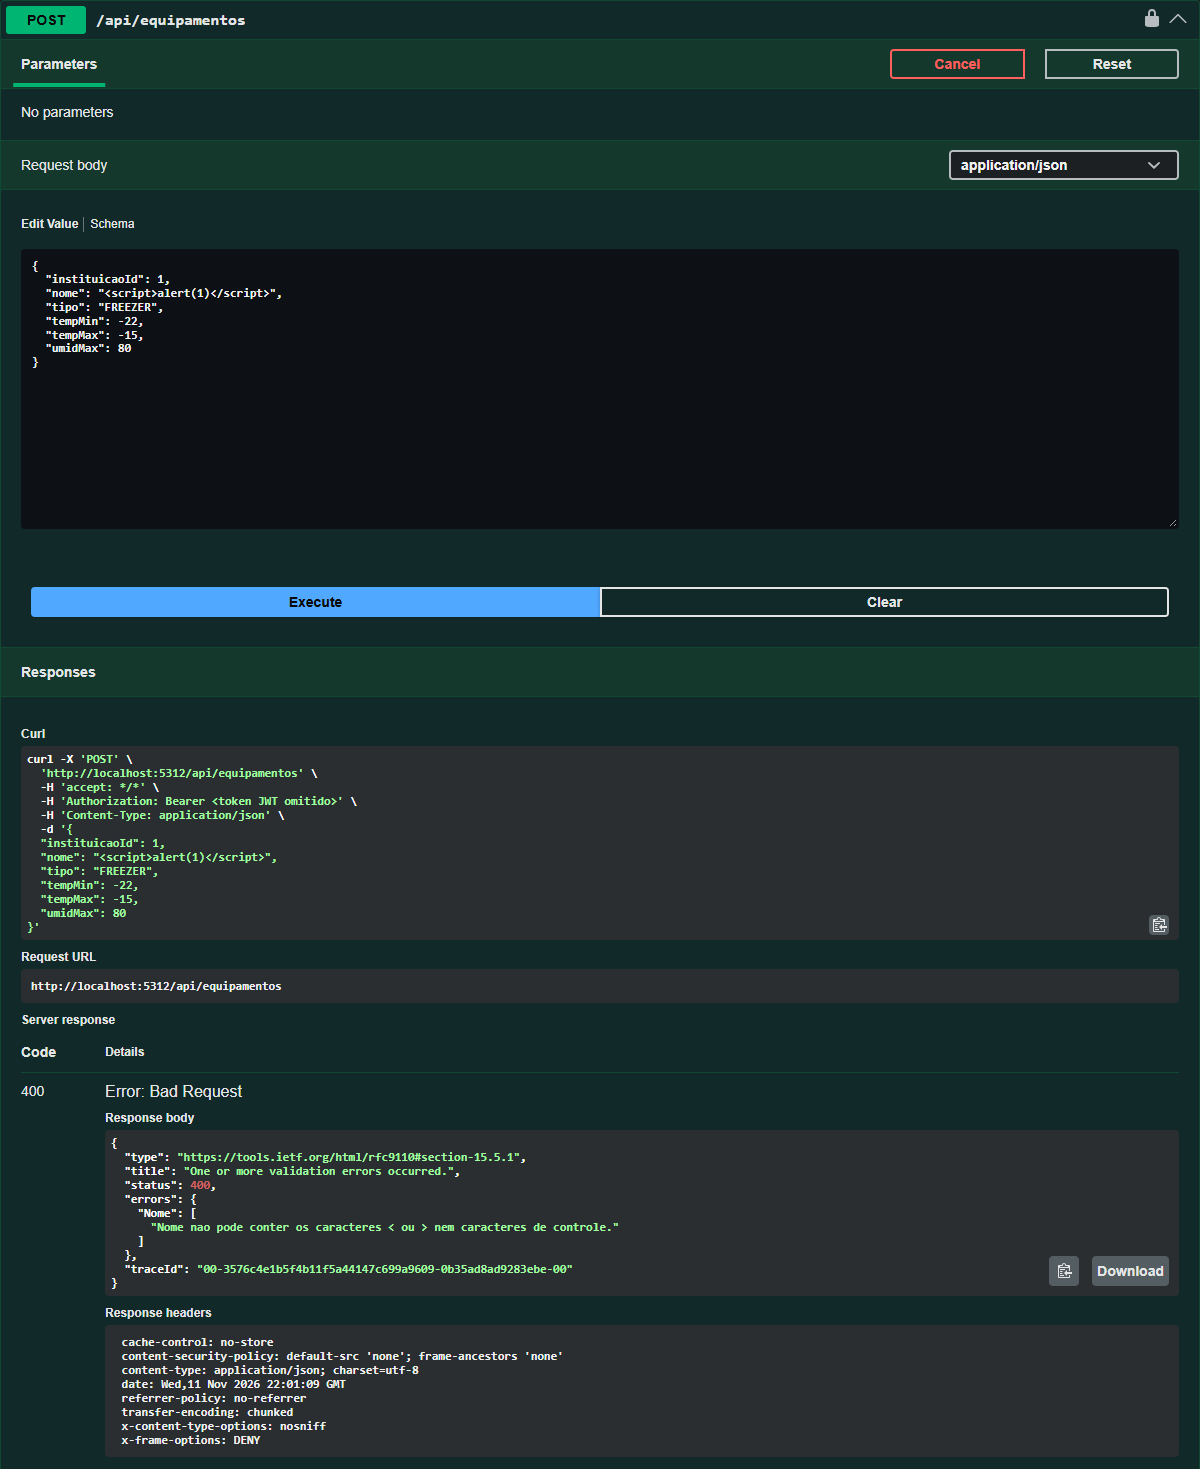 POST /api/equipamentos
Parameters
Cancel
Reset
No parameters
Request body
application/json
Edit Value | Schema
{
  "instituicaoId": 1,
  "nome": "<script>alert(1)</script>",
  "tipo": "FREEZER",
  "tempMin": -22,
  "tempMax": -15,
  "umidMax": 80
}
Execute
Clear
Responses
Curl
curl -X 'POST' \
  'http://localhost:5312/api/equipamentos' \
  -H 'accept: */*' \
  -H 'Authorization: Bearer <token JWT omitido>' \
  -H 'Content-Type: application/json' \
  -d '{
  "instituicaoId": 1,
  "nome": "<script>alert(1)</script>",
  "tipo": "FREEZER",
  "tempMin": -22,
  "tempMax": -15,
  "umidMax": 80
}'
Request URL
http://localhost:5312/api/equipamentos
Server response
Code Details
400 Error: Bad Request
Response body
{
  "type": "https://tools.ietf.org/html/rfc9110#section-15.5.1",
  "title": "One or more validation errors occurred.",
  "status": 400,
  "errors": {
    "Nome": [
      "Nome nao pode conter os caracteres < ou > nem caracteres de controle."
    ]
  },
  "traceId": "00-3576c4e1b5f4b11f5a44147c699a9609-0b35ad8ad9283ebe-00"
}
Download
Response headers
cache-control: no-store
content-security-policy: default-src 'none'; frame-ancestors 'none'
content-type: application/json; charset=utf-8
date: Wed,11 Nov 2026 22:01:09 GMT
referrer-policy: no-referrer
transfer-encoding: chunked
x-content-type-options: nosniff
x-frame-options: DENY